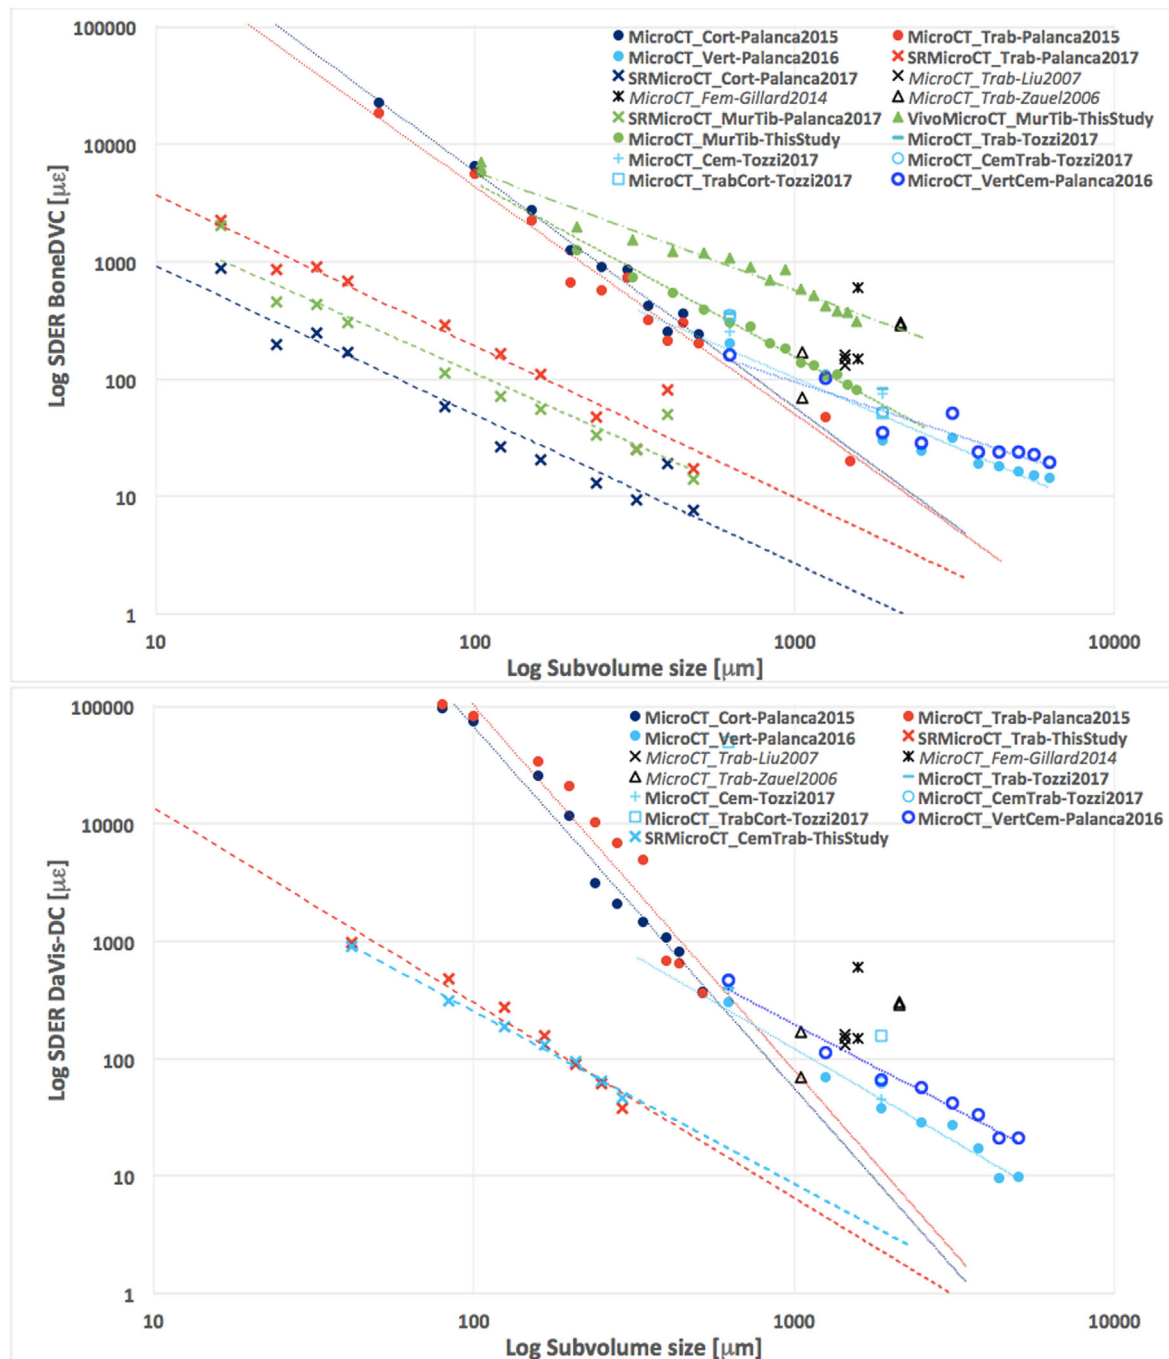 100000
10000
1000
100
10
1
Log SDER BoneDVC [με]
MicroCT_Cort-Palanca2015 MicroCT_Trab-Palanca2015
MicroCT_Vert-Palanca2016 SRMicroCT_Trab-Palanca2017
SRMicroCT_Cort-Palanca2017 MicroCT_Trab-Liu2007
MicroCT_Fem-Gillard2014 MicroCT_Trab-Zauel2006
SRMicroCT_MurTib-Palanca2017 VivoMicroCT_MurTib-ThisStudy
MicroCT_MurTib-ThisStudy MicroCT_Trab-Tozzi2017
MicroCT_Cem-Tozzi2017 MicroCT_CemTrab-Tozzi2017
MicroCT_TrabCort-Tozzi2017 MicroCT_VertCem-Palanca2016
10 100 1000 10000
Log Subvolume size [μm]
100000
10000
1000
100
10
1
Log SDER DaVis-DC [με]
MicroCT_Cort-Palanca2015 MicroCT_Trab-Palanca2015
MicroCT_Vert-Palanca2016 SRMicroCT_Trab-ThisStudy
MicroCT_Trab-Liu2007 MicroCT_Fem-Gillard2014
MicroCT_Trab-Zauel2006 MicroCT_Trab-Tozzi2017
MicroCT_Cem-Tozzi2017 MicroCT_CemTrab-Tozzi2017
MicroCT_TrabCort-Tozzi2017 MicroCT_VertCem-Palanca2016
SRMicroCT_CemTrab-ThisStudy
10 100 1000 10000
Log Subvolume size [μm]